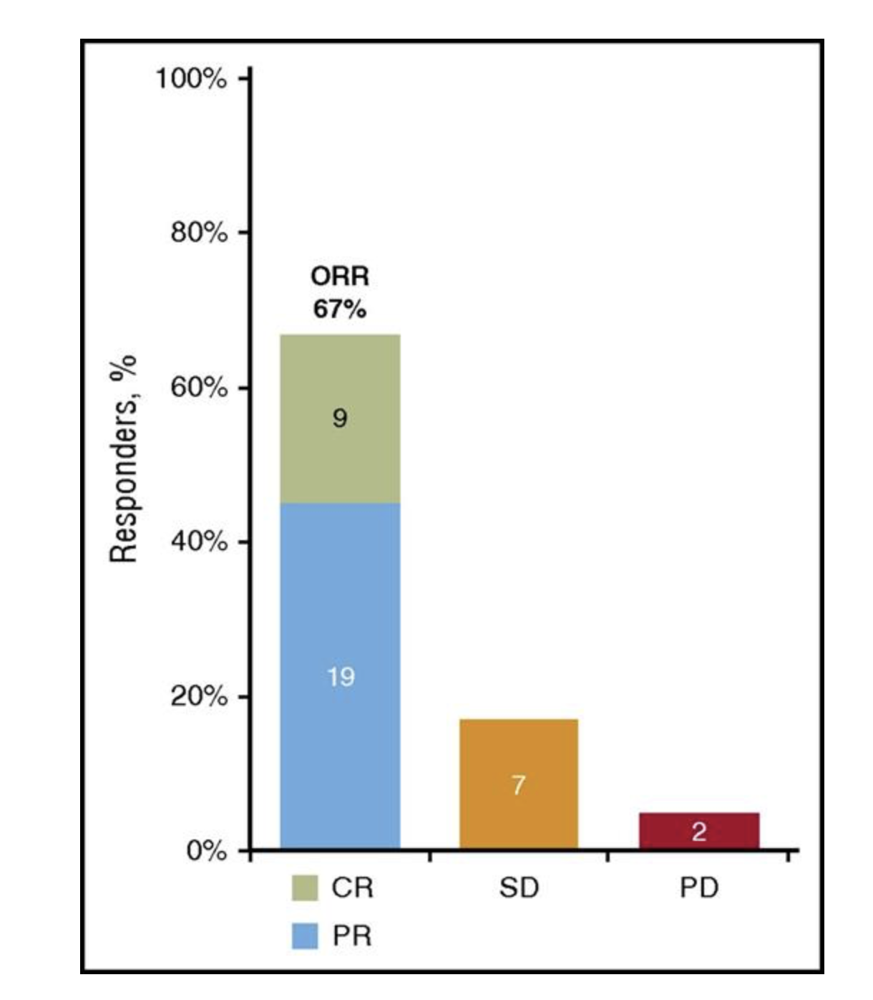 100%
80%
60%
40%
20%
0%
Responders, %
ORR
67%
9
19
7
2
CR
PR
SD
PD